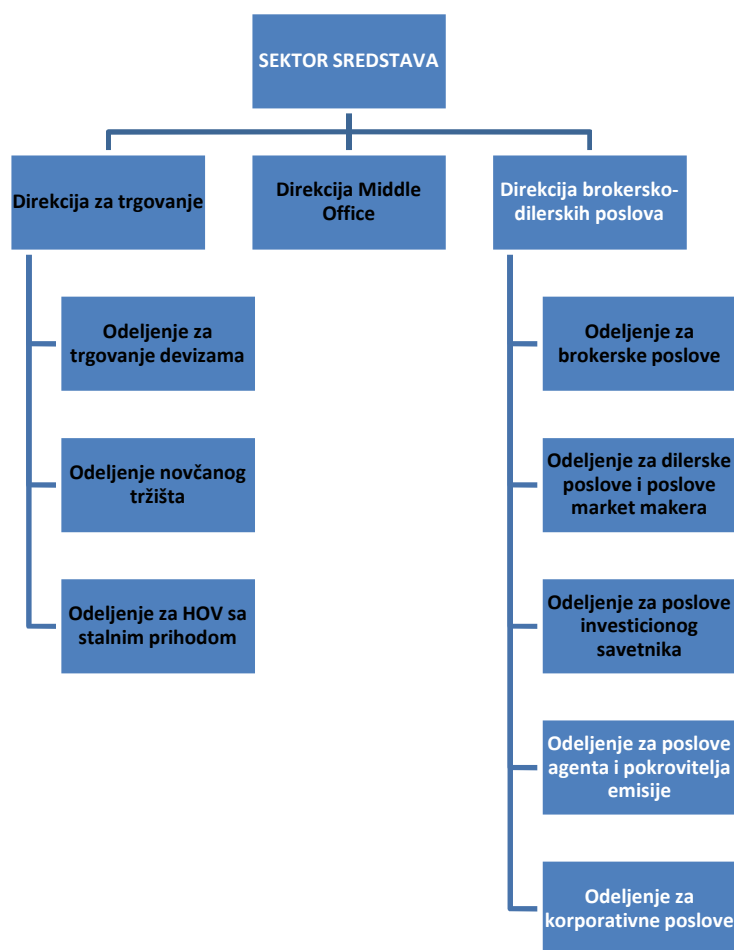 SEKTOR SREDSTAVA
Direkcija za trgovanje
Direkcija Middle
Office
Direkcija brokersko-
dilerskih poslova
Odeljenje za
trgovanje devizama
Odeljenje novčanog
tržišta
Odeljenje za HOV sa
stalnim prihodom
Odeljenje za
brokerske poslove
Odeljenje za dilerske
poslove i poslove
market makera
Odeljenje za poslove
investicionog
savetnika
Odeljenje za poslove
agenta i pokrovitelja
emisije
Odeljenje za
korporativne poslove